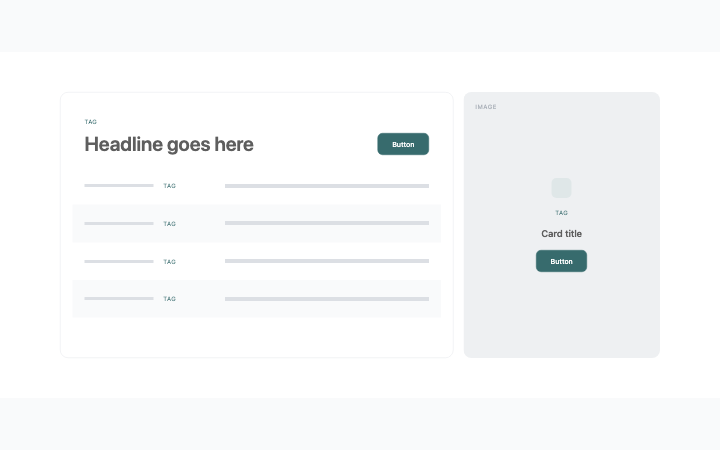 TAG
Headline goes here
Button
TAG
TAG
TAG
TAG
IMAGE
TAG
Card title
Button